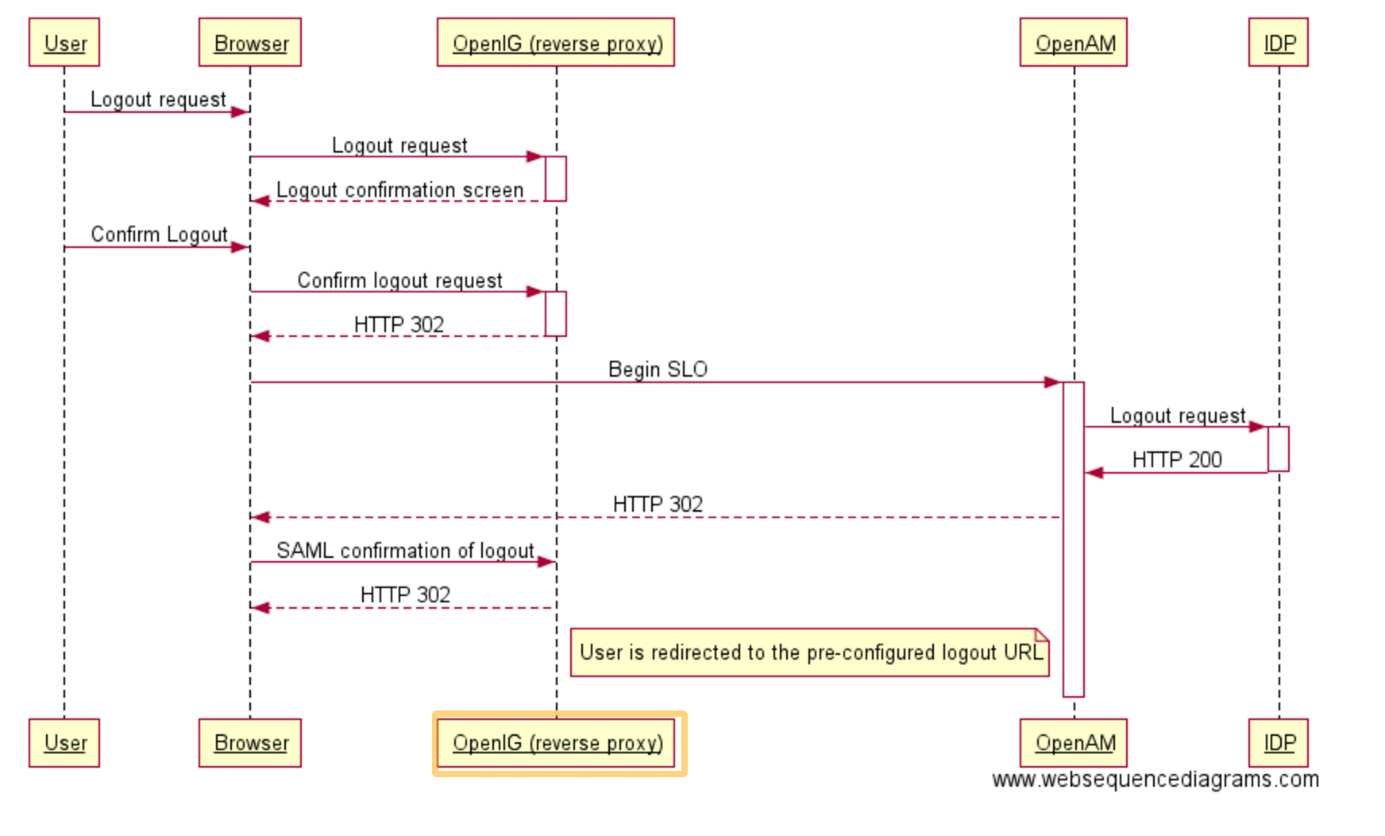 User
Browser
OpenIG (reverse proxy)
OpenAM
IDP
Logout request
Logout request
Logout confirmation screen
Confirm Logout
Confirm logout request
HTTP 302
Begin SLO
Logout request
HTTP 200
HTTP 302
SAML confirmation of logout
HTTP 302
User is redirected to the pre-configured logout URL
User
Browser
OpenIG (reverse proxy)
OpenAM
IDP
www.websequencediagrams.com